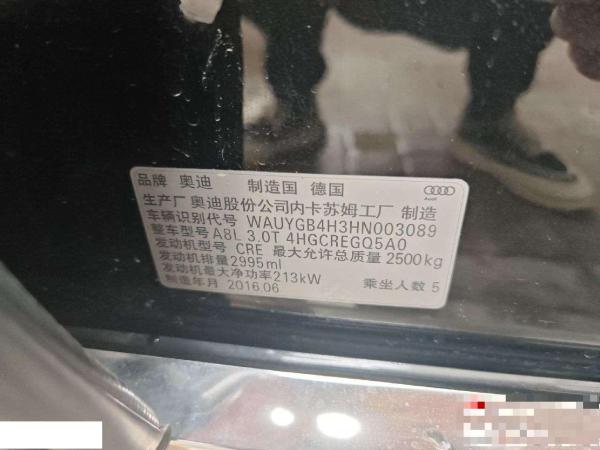 品牌 奥迪 制造国 德国
Audi
生产厂 奥迪股份公司内卡苏姆工厂 制造
车辆识别代号 WAUYGB4H3HN003089
整车型号 A8L 3.0T 4HGCREGQ5A0
发动机型号 CRE 最大允许总质量 2500kg
发动机排量 2995ml
发动机最大净功率213kW 乘坐人数 5
制造年月 2016.06